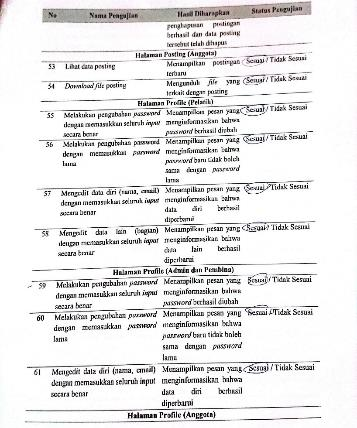 No Nama Pengujian Hasil Diharapkan Status Pengujian
penghapusan postingan
berhasil dan data posting
tersebut telah dihapus
Halaman Posting (Anggota)
53 Lihat data posting Menampilkan postingan Sesuai / Tidak Sesuai
terbaru
54 Download file posting Mengunduh file yang Sesuai / Tidak Sesuai
terkait dengan posting
Halaman Profile (Pelatih)
55 Melakukan pengubahan password Menampilkan pesan yang Sesuai / Tidak Sesuai
dengan memasukkan seluruh input menginformasikan bahwa
secara benar password berhasil diubah
56 Melakukan pengubahan password Menampilkan pesan yang Sesuai / Tidak Sesuai
dengan memasukkan password menginformasikan bahwa
lama password baru tidak boleh
sama dengan password
lama
57 Mengedit data diri (nama, email) Menampilkan pesan yang Sesuai / Tidak Sesuai
dengan memasukkan seluruh input menginformasikan bahwa
secara benar data diri berhasil
diperbarui
58 Mengedit data lain (bagian) Menampilkan pesan yang Sesuai / Tidak Sesuai
dengan memasukkan seluruh input menginformasikan bahwa
secara benar data lain berhasil
diperbarui
Halaman Profile (Admin dan Pembina)
59 Melakukan pengubahan password Menampilkan pesan yang Sesuai / Tidak Sesuai
dengan memasukkan seluruh input menginformasikan bahwa
secara benar password berhasil diubah
60 Melakukan pengubahan password Menampilkan pesan yang Sesuai / Tidak Sesuai
dengan memasukkan password menginformasikan bahwa
lama password baru tidak boleh
sama dengan password
lama
61 Mengedit data diri (nama, email) Menampilkan pesan yang Sesuai / Tidak Sesuai
dengan memasukkan seluruh input menginformasikan bahwa
secara benar data diri berhasil
diperbarui
Halaman Profile (Anggota)